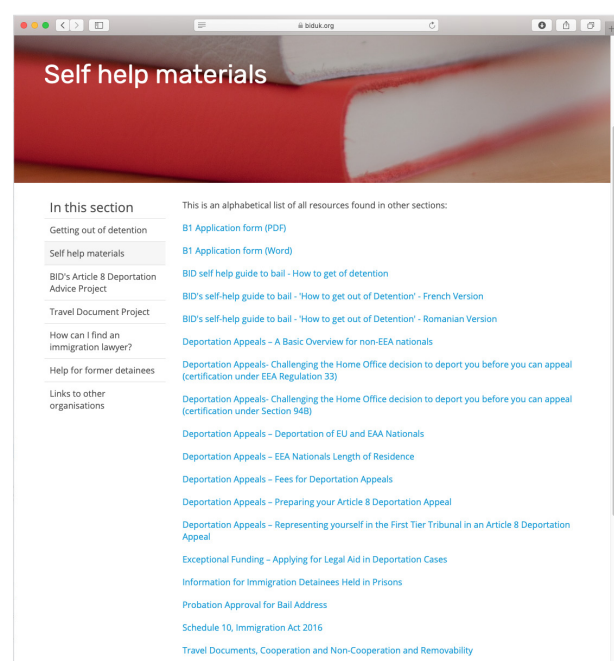 biduk.org
Self help materials
In this section
Getting out of detention
Self help materials
BID's Article 8 Deportation
Advice Project
Travel Document Project
How can I find an
immigration lawyer?
Help for former detainees
Links to other
organisations
This is an alphabetical list of all resources found in other sections:
B1 Application form (PDF)
B1 Application form (Word)
BID self help guide to bail - How to get of detention
BID's self-help guide to bail - 'How to get out of Detention' - French Version
BID's self-help guide to bail - 'How to get out of Detention' - Romanian Version
Deportation Appeals – A Basic Overview for non-EEA nationals
Deportation Appeals- Challenging the Home Office decision to deport you before you can appeal
(certification under EEA Regulation 33)
Deportation Appeals- Challenging the Home Office decision to deport you before you can appeal
(certification under Section 94B)
Deportation Appeals – Deportation of EU and EAA Nationals
Deportation Appeals – EEA Nationals Length of Residence
Deportation Appeals – Fees for Deportation Appeals
Deportation Appeals – Preparing your Article 8 Deportation Appeal
Deportation Appeals – Representing yourself in the First Tier Tribunal in an Article 8 Deportation
Appeal
Exceptional Funding – Applying for Legal Aid in Deportation Cases
Information for Immigration Detainees Held in Prisons
Probation Approval for Bail Address
Schedule 10, Immigration Act 2016
Travel Documents, Cooperation and Non-Cooperation and Removability